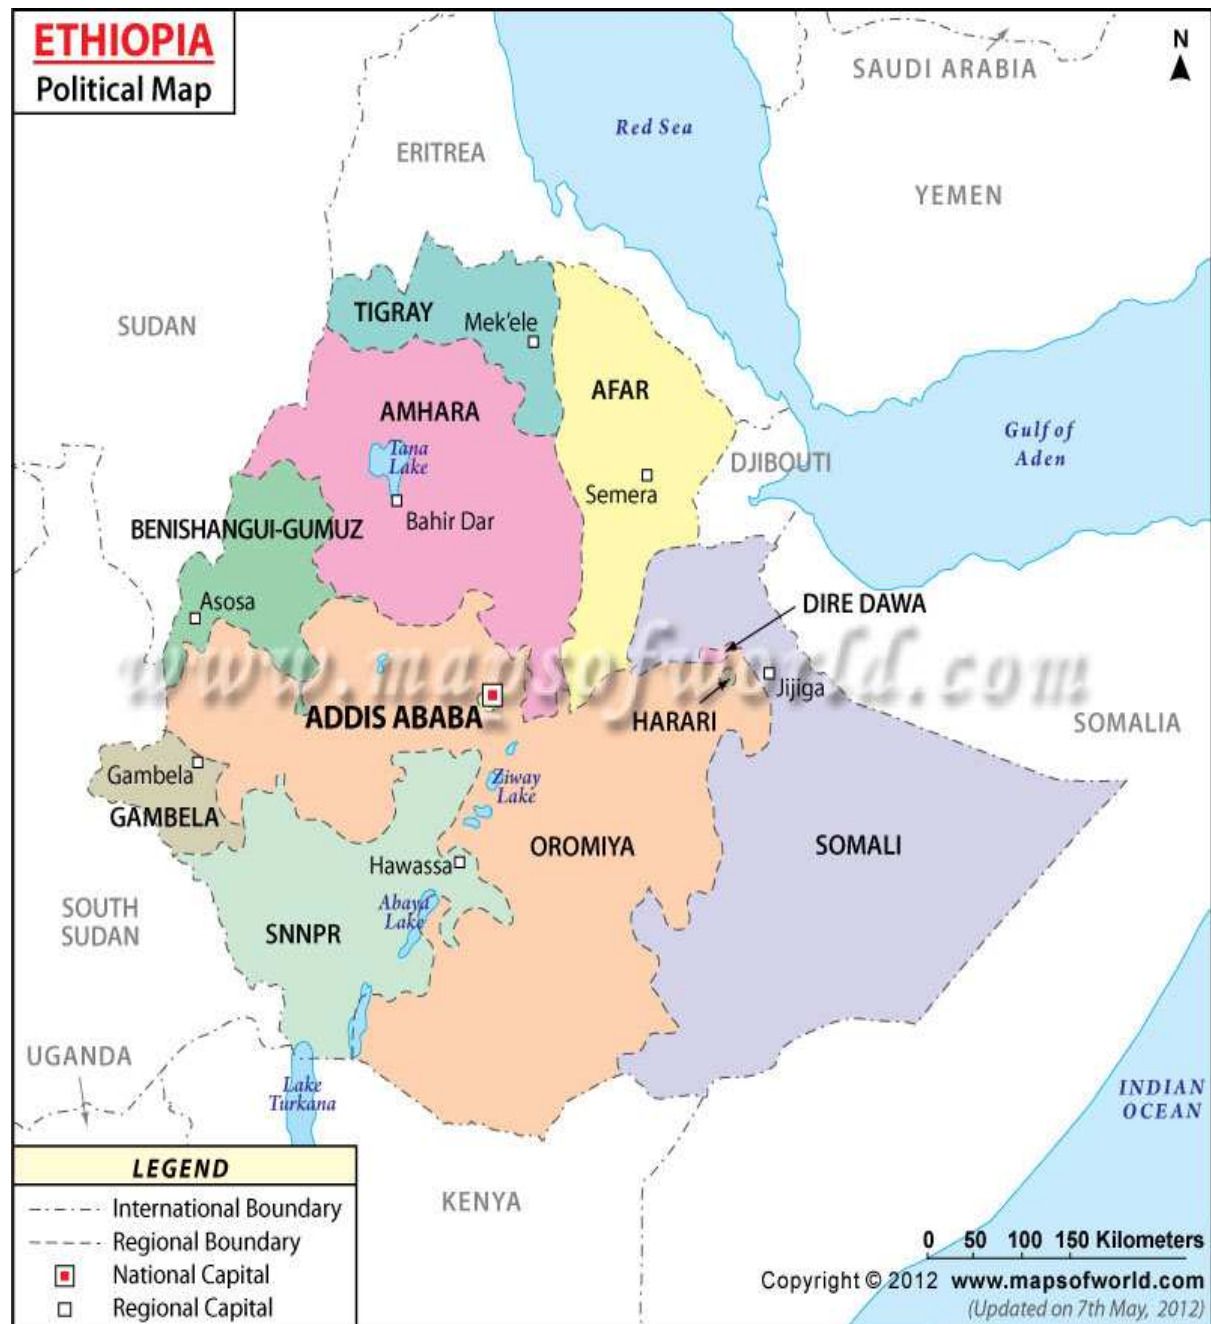 ETHIOPIA
Political Map
N
SAUDI ARABIA
Red Sea
ERITREA
YEMEN
TIGRAY
Mek'ele
SUDAN
AFAR
AMHARA
Tana
Lake
Gulf of
Aden
DJIBOUTI
Semera
Bahir Dar
BENISHANGUI-GUMUZ
Asosa
DIRE DAWA
www.mapsofworld.com
Jijiga
ADDIS ABABA
HARARI
SOMALIA
Gambela
GAMBELA
Ziway
Lake
OROMIYA
SOMALI
Hawassa
Abaya
Lake
SOUTH
SUDAN
SNNPR
UGANDA
Lake
Turkana
INDIAN
OCEAN
KENYA
LEGEND
International Boundary
Regional Boundary
National Capital
Regional Capital
0 50 100 150 Kilometers
Copyright © 2012 www.mapsofworld.com
(Updated on 7th May, 2012)